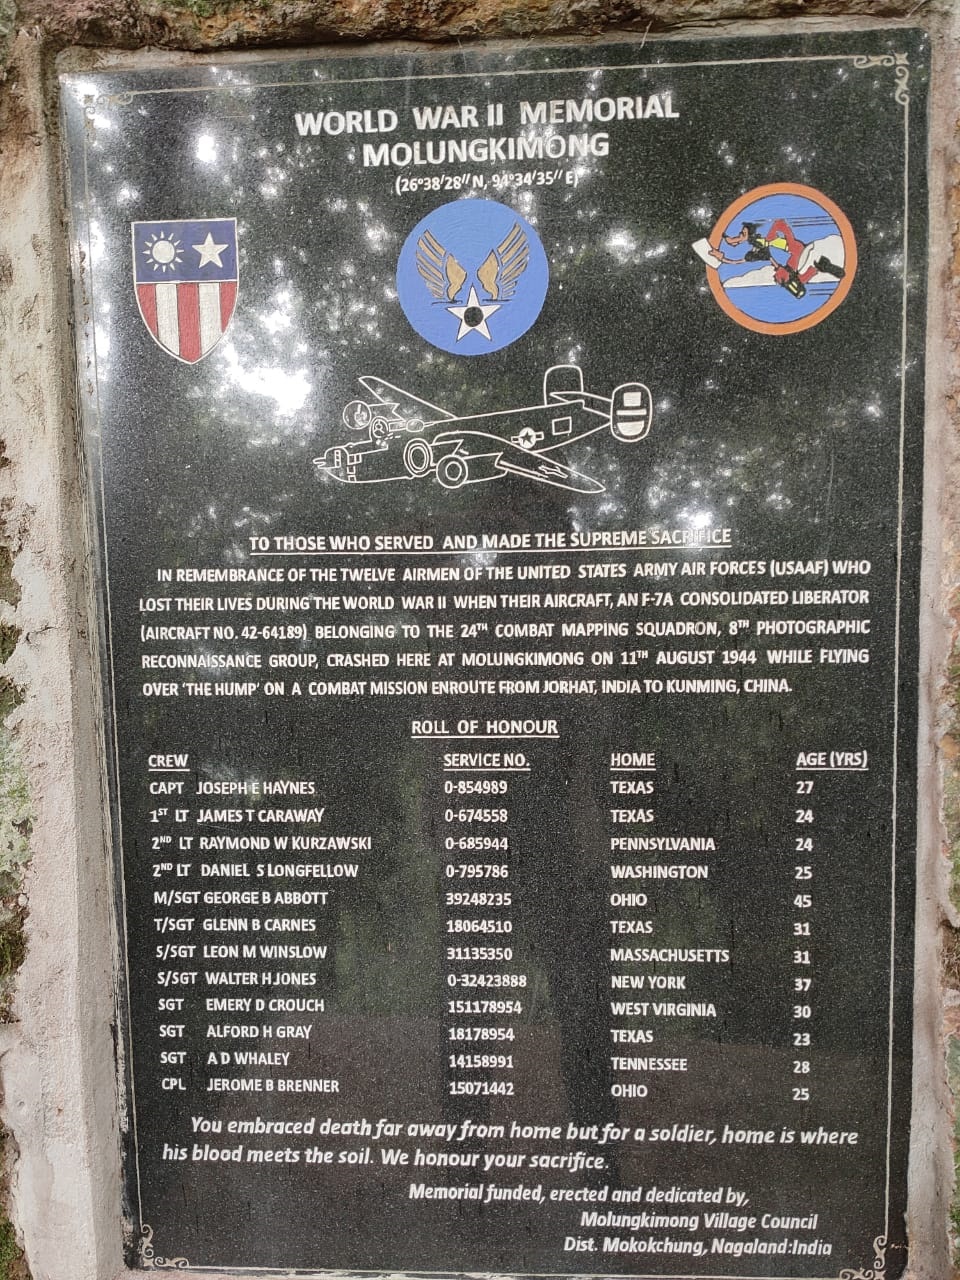 WORLD WAR II MEMORIAL
MOLUNGKIMONG
(26°38'28'' N, 94°34'35'' E)
TO THOSE WHO SERVED AND MADE THE SUPREME SACRIFICE
IN REMEMBRANCE OF THE TWELVE AIRMEN OF THE UNITED STATES ARMY AIR FORCES (USAAF) WHO
LOST THEIR LIVES DURING THE WORLD WAR II WHEN THEIR AIRCRAFT, AN F-7A CONSOLIDATED LIBERATOR
(AIRCRAFT NO. 42-64189) BELONGING TO THE 24TH COMBAT MAPPING SQUADRON, 8TH PHOTOGRAPHIC
RECONNAISSANCE GROUP, CRASHED HERE AT MOLUNGKIMONG ON 11TH AUGUST 1944 WHILE FLYING
OVER 'THE HUMP' ON A COMBAT MISSION ENROUTE FROM JORHAT, INDIA TO KUNMING, CHINA.
ROLL OF HONOUR
CREW SERVICE NO. HOME AGE (YRS)
CAPT JOSEPH E HAYNES 0-854989 TEXAS 27
1ST LT JAMES T CARAWAY 0-674558 TEXAS 24
2ND LT RAYMOND W KURZAWSKI 0-685944 PENNSYLVANIA 24
2ND LT DANIEL S LONGFELLOW 0-795786 WASHINGTON 25
M/SGT GEORGE B ABBOTT 39248235 OHIO 45
T/SGT GLENN B CARNES 18064510 TEXAS 31
S/SGT LEON M WINSLOW 31135350 MASSACHUSETTS 31
S/SGT WALTER H JONES 0-32423888 NEW YORK 37
SGT EMERY D CROUCH 151178954 WEST VIRGINIA 30
SGT ALFORD H GRAY 18178954 TEXAS 23
SGT A D WHALEY 14158991 TENNESSEE 28
CPL JEROME B BRENNER 15071442 OHIO 25
You embraced death far away from home but for a soldier, home is where
his blood meets the soil. We honour your sacrifice.
Memorial funded, erected and dedicated by,
Molungkimong Village Council
Dist. Mokokchung, Nagaland:India